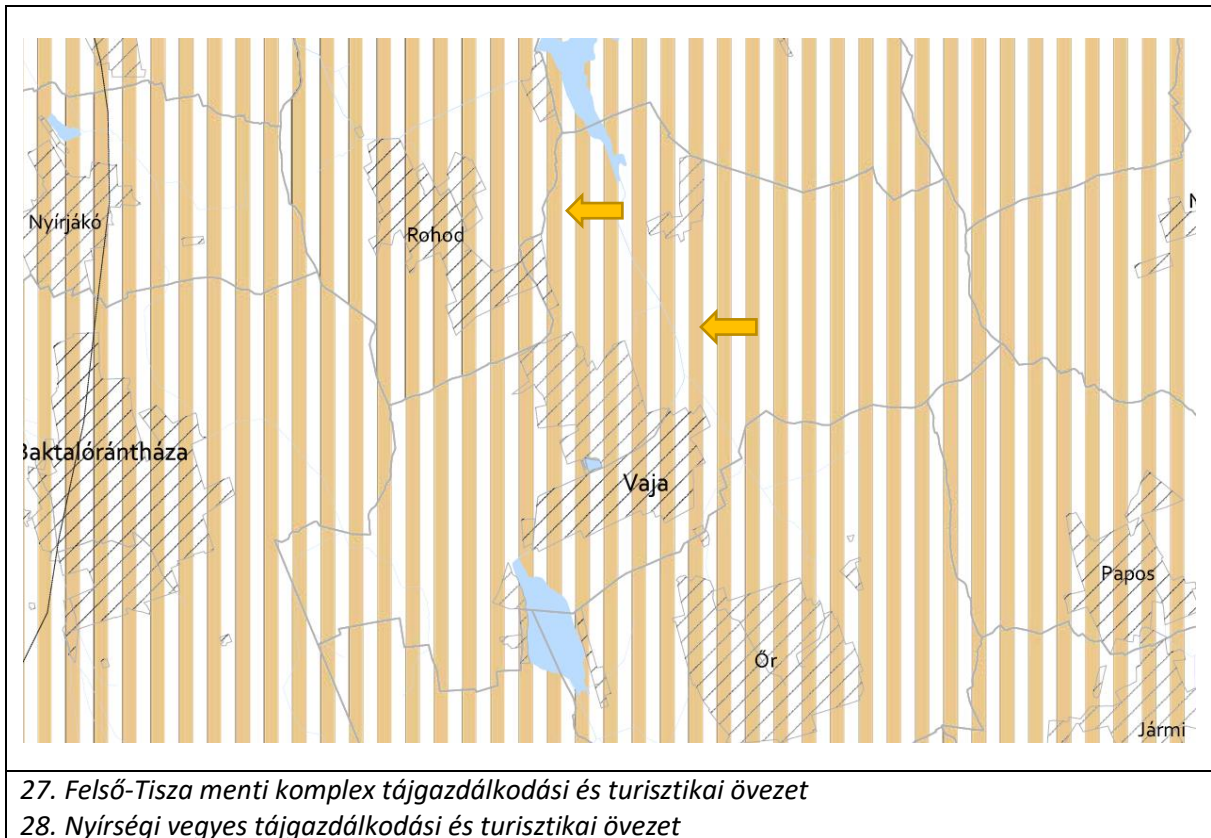 Nyírjákó
Rohod
Baktalórántháza
Vaja
Papos
Őr
Jármi
27. Felső-Tisza menti komplex tájgazdálkodási és turisztikai övezet
28. Nyírségi vegyes tájgazdálkodási és turisztikai övezet